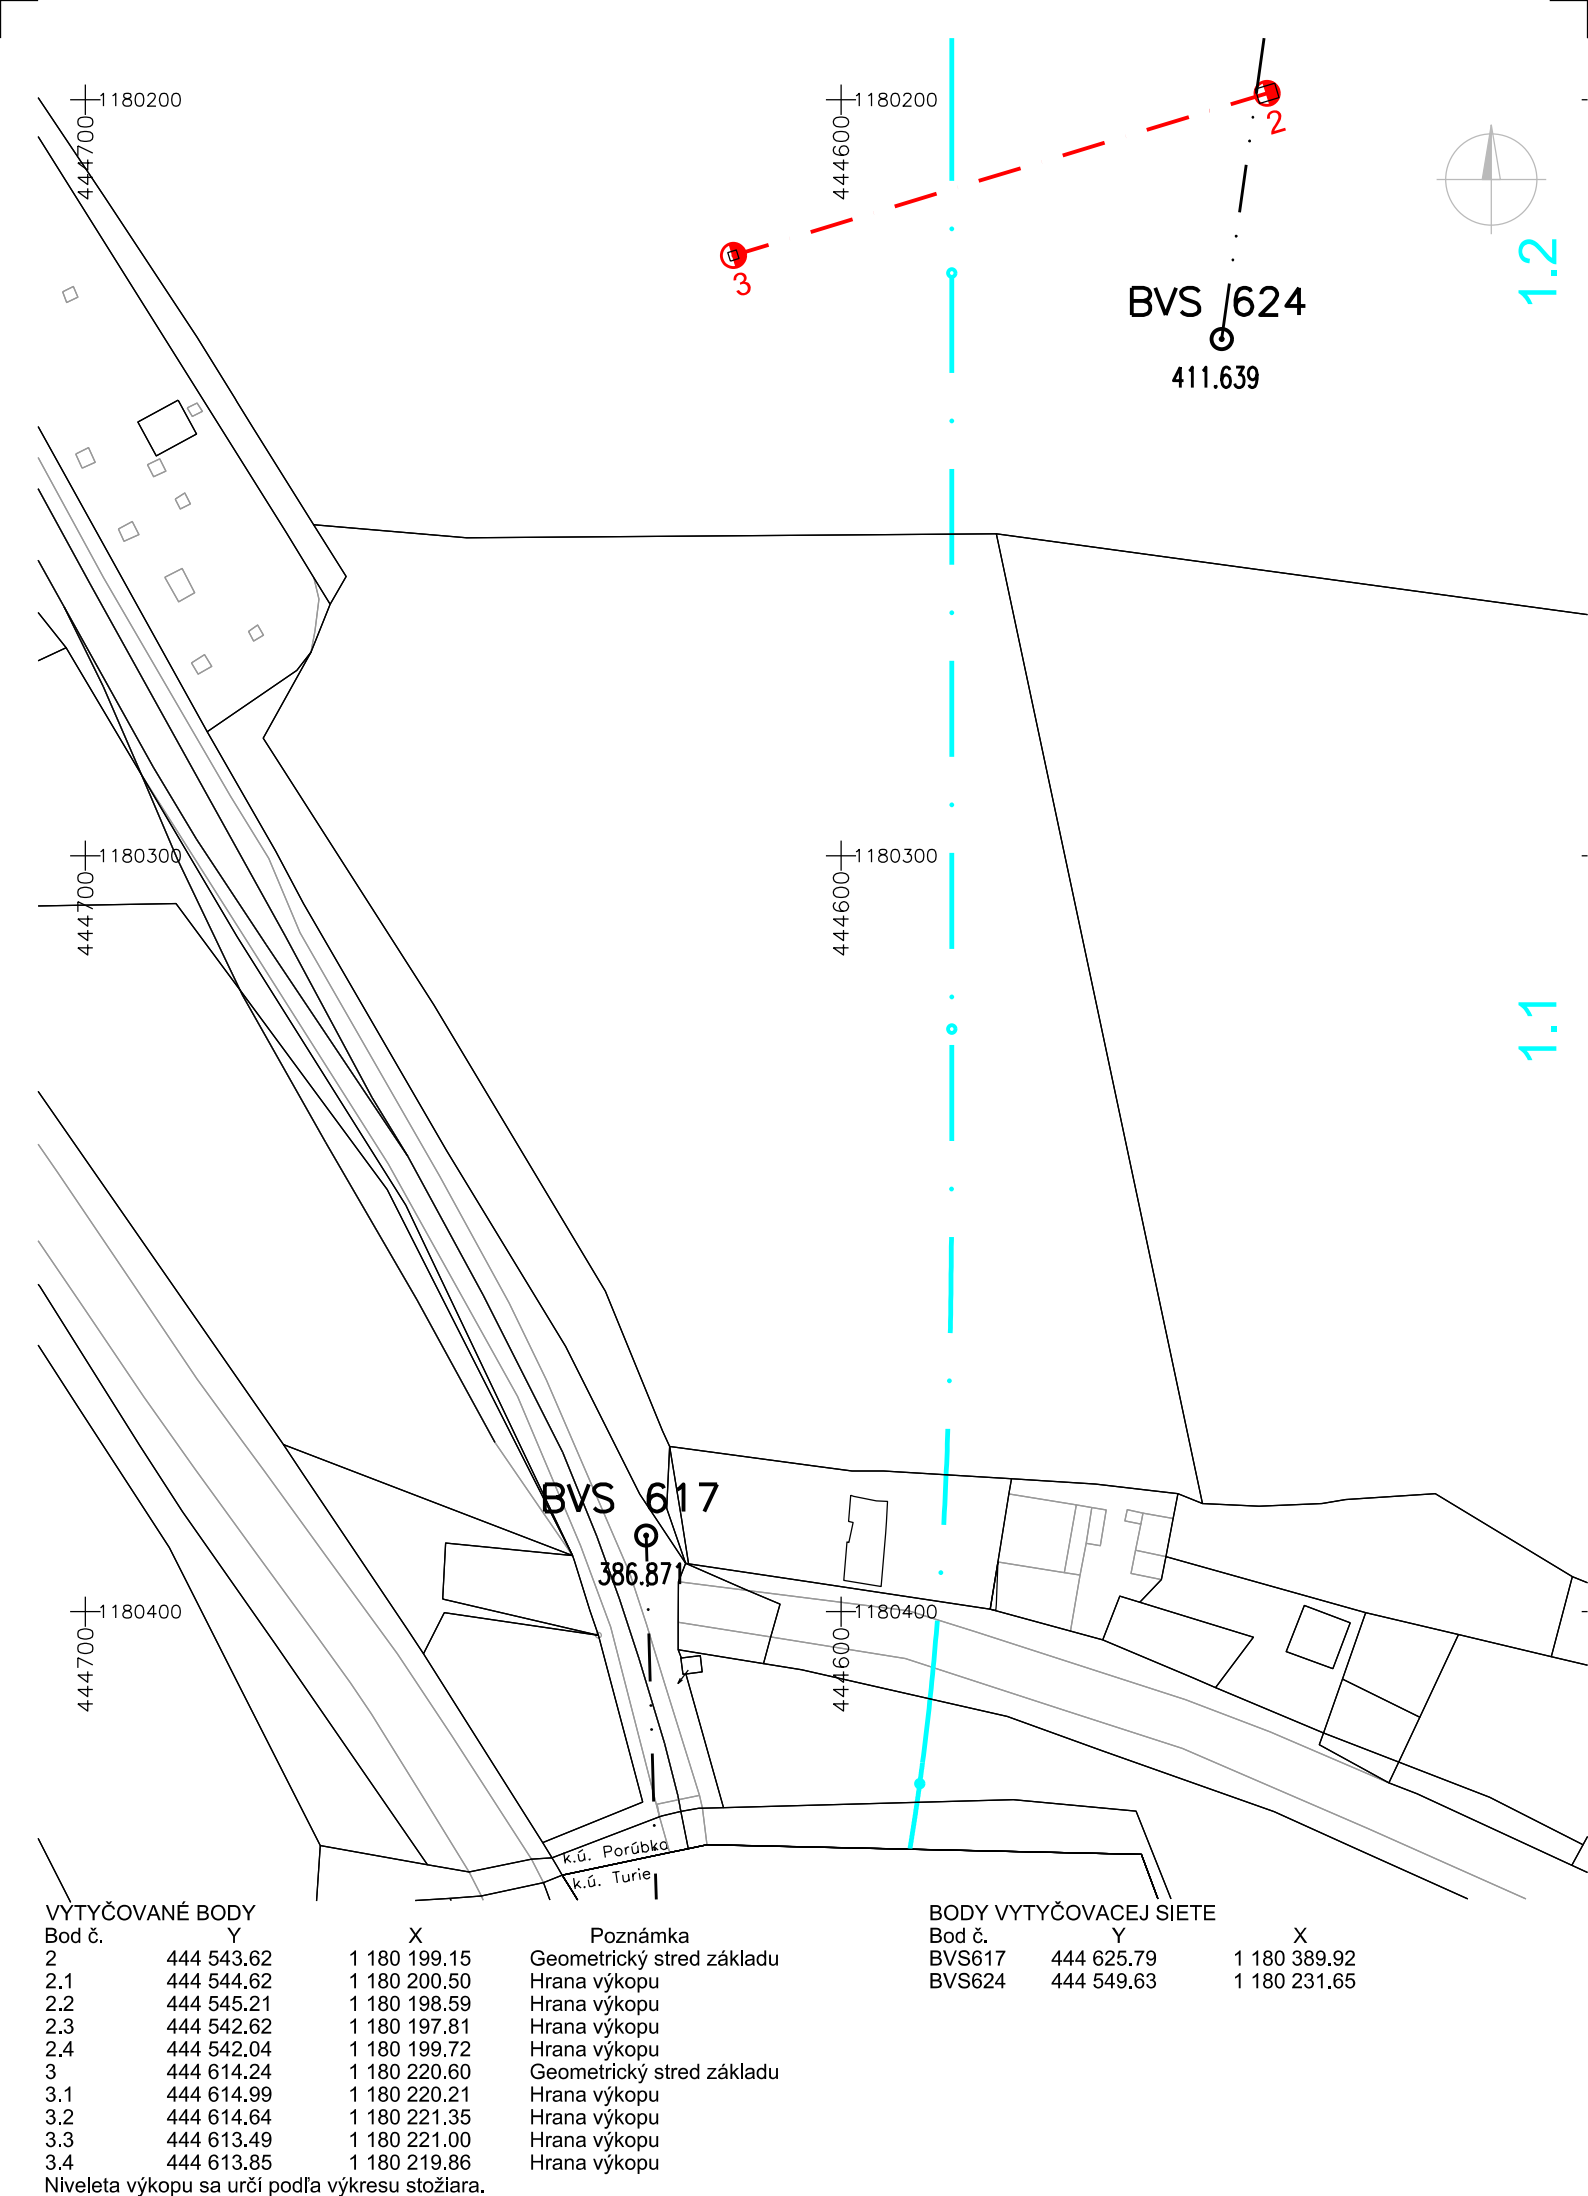 1180200
444700
1180200
444600
2
3
1.2
BVS 624
411.639
1180300
444700
1180300
444600
1.1
BVS 617
386.871
1180400
444700
1180400
444600
k.ú. Porúbka
k.ú. Turie
VYTYČOVANÉ BODY
Bod č. Y X Poznámka
2 444 543.62 1 180 199.15 Geometrický stred základu
2.1 444 544.62 1 180 200.50 Hrana výkopu
2.2 444 545.21 1 180 198.59 Hrana výkopu
2.3 444 542.62 1 180 197.81 Hrana výkopu
2.4 444 542.04 1 180 199.72 Hrana výkopu
3 444 614.24 1 180 220.60 Geometrický stred základu
3.1 444 614.99 1 180 220.21 Hrana výkopu
3.2 444 614.64 1 180 221.35 Hrana výkopu
3.3 444 613.49 1 180 221.00 Hrana výkopu
3.4 444 613.85 1 180 219.86 Hrana výkopu
Niveleta výkopu sa určí podľa výkresu stožiara.
BODY VYTYČOVACEJ SIETE
Bod č. Y X
BVS617 444 625.79 1 180 389.92
BVS624 444 549.63 1 180 231.65